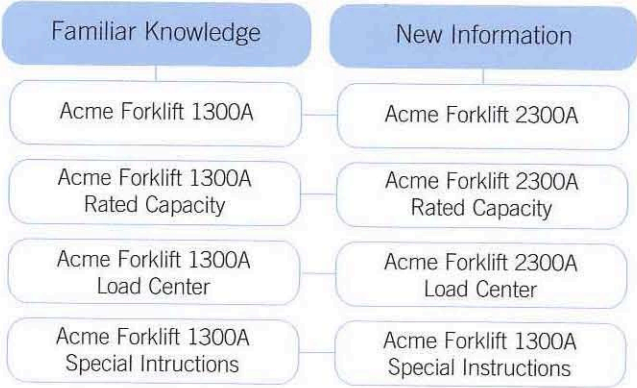 Familiar Knowledge
New Information
Acme Forklift 1300A
Acme Forklift 2300A
Acme Forklift 1300A
Rated Capacity
Acme Forklift 2300A
Rated Capacity
Acme Forklift 1300A
Load Center
Acme Forklift 2300A
Load Center
Acme Forklift 1300A
Special Intructions
Acme Forklift 1300A
Special Instructions